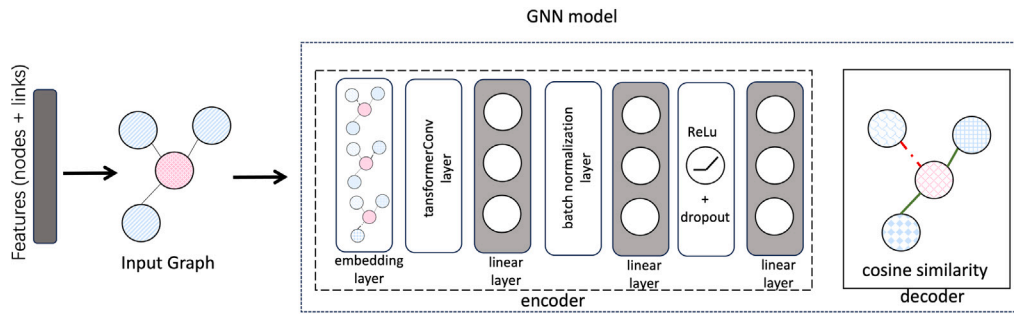 GNN model
Features (nodes + links)
Input Graph
embedding
layer
tansformerConv
layer
linear
layer
batch normalization
layer
linear
layer
ReLu
+
dropout
linear
layer
encoder
cosine similarity
decoder